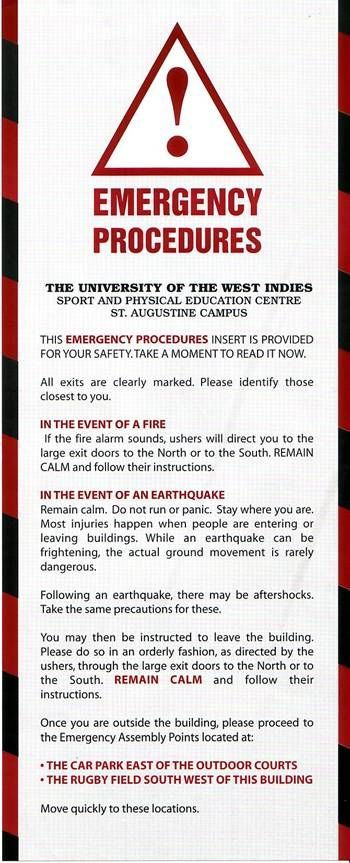 EMERGENCY
PROCEDURES
THE UNIVERSITY OF THE WEST INDIES
SPORT AND PHYSICAL EDUCATION CENTRE
ST. AUGUSTINE CAMPUS
THIS EMERGENCY PROCEDURES INSERT IS PROVIDED
FOR YOUR SAFETY.TAKE A MOMENT TO READ IT NOW.
All exits are clearly marked. Please identify those
closest to you.
IN THE EVENT OF A FIRE
If the fire alarm sounds, ushers will direct you to the
large exit doors to the North or to the South. REMAIN
CALM and follow their instructions.
IN THE EVENT OF AN EARTHQUAKE
Remain calm. Do not run or panic. Stay where you are.
Most injuries happen when people are entering or
leaving buildings. While an earthquake can be
frightening, the actual ground movement is rarely
dangerous.
Following an earthquake, there may be aftershocks.
Take the same precautions for these.
You may then be instructed to leave the building.
Please do so in an orderly fashion, as directed by the
ushers, through the large exit doors to the North or to
the South. REMAIN CALM and follow their
instructions.
Once you are outside the building, please proceed to
the Emergency Assembly Points located at:
• THE CAR PARK EAST OF THE OUTDOOR COURTS
• THE RUGBY FIELD SOUTH WEST OF THIS BUILDING
Move quickly to these locations.